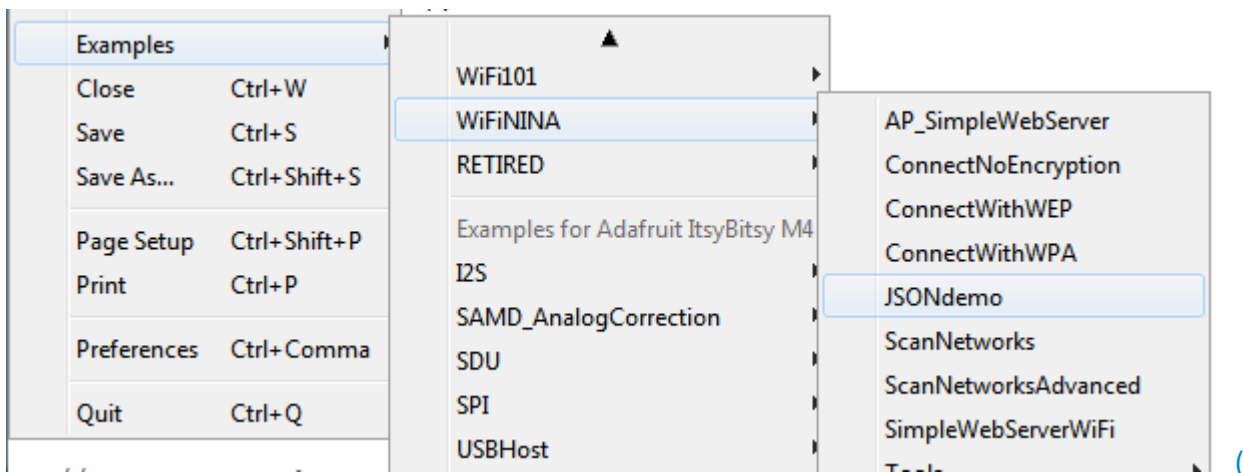 Examples
Close Ctrl+W
Save Ctrl+S
Save As... Ctrl+Shift+S
Page Setup Ctrl+Shift+P
Print Ctrl+P
Preferences Ctrl+Comma
Quit Ctrl+Q
WiFi101
WiFiNINA
RETIRED
Examples for Adafruit ItsyBitsy M4
I2S
SAMD_AnalogCorrection
SDU
SPI
USBHost
AP_SimpleWebServer
ConnectNoEncryption
ConnectWithWEP
ConnectWithWPA
JSONdemo
ScanNetworks
ScanNetworksAdvanced
SimpleWebServerWiFi
Tools
(